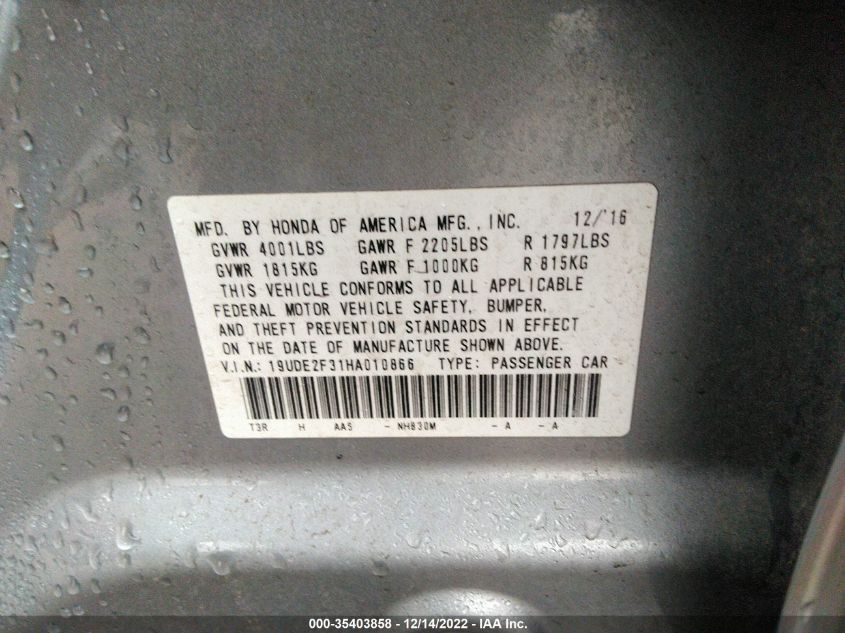 MFD. BY HONDA OF AMERICA MFG., INC. 12/'16
GVWR 4001LBS GAWR F 2205LBS R 1797LBS
GVWR 1815KG GAWR F 1000KG R 815KG
THIS VEHICLE CONFORMS TO ALL APPLICABLE
FEDERAL MOTOR VEHICLE SAFETY, BUMPER,
AND THEFT PREVENTION STANDARDS IN EFFECT
ON THE DATE OF MANUFACTURE SHOWN ABOVE.
V.I.N.: 19UDE2F31HA010866 TYPE: PASSENGER CAR
T3R H AAS - NH830M - A - A
000-35403858 - 12/14/2022 - IAA Inc.